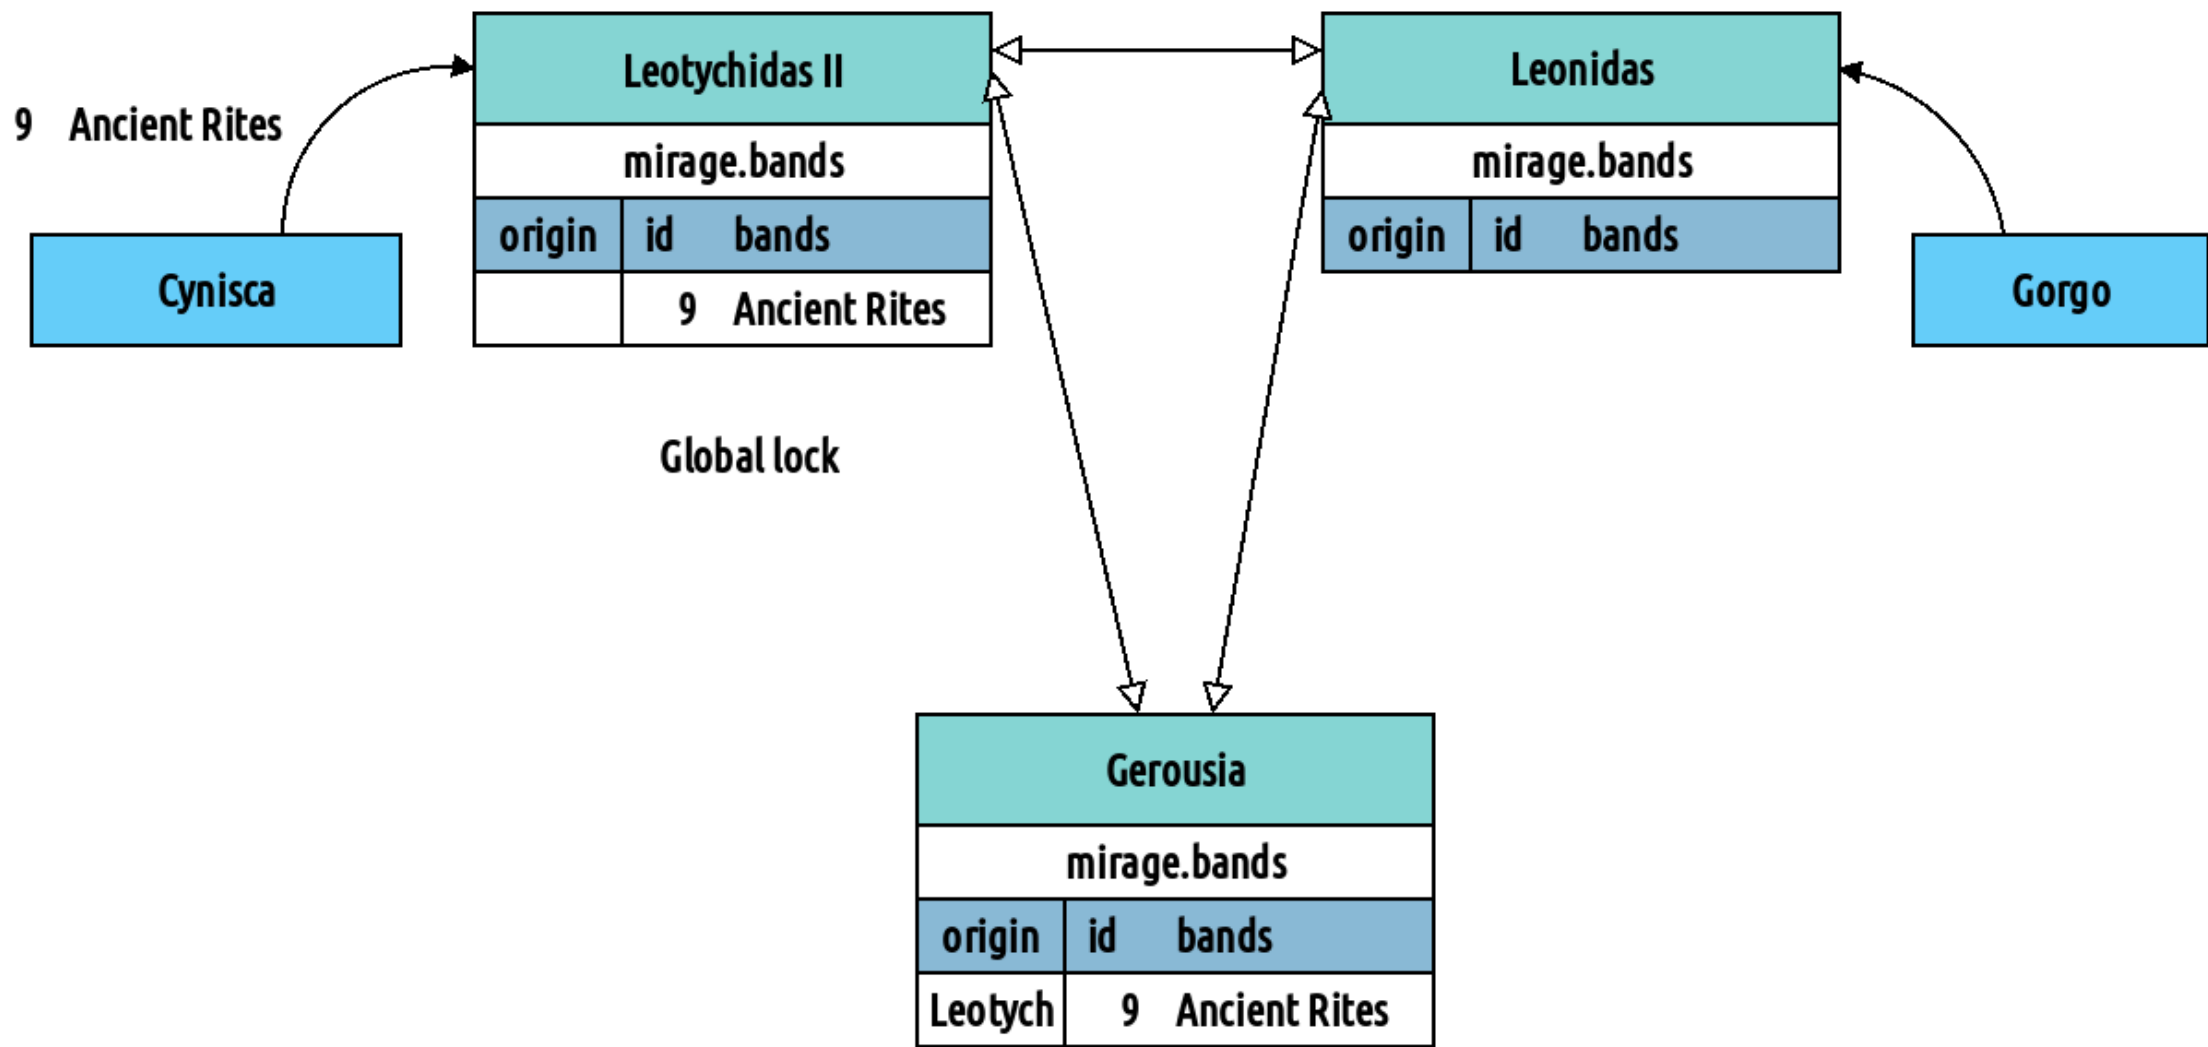 Leotychidas II
Leonidas
9 Ancient Rites
mirage.bands
mirage.bands
origin id bands
origin id bands
Cynisca
9 Ancient Rites
Gorgo
Global lock
Gerousia
mirage.bands
origin id bands
Leotych 9 Ancient Rites